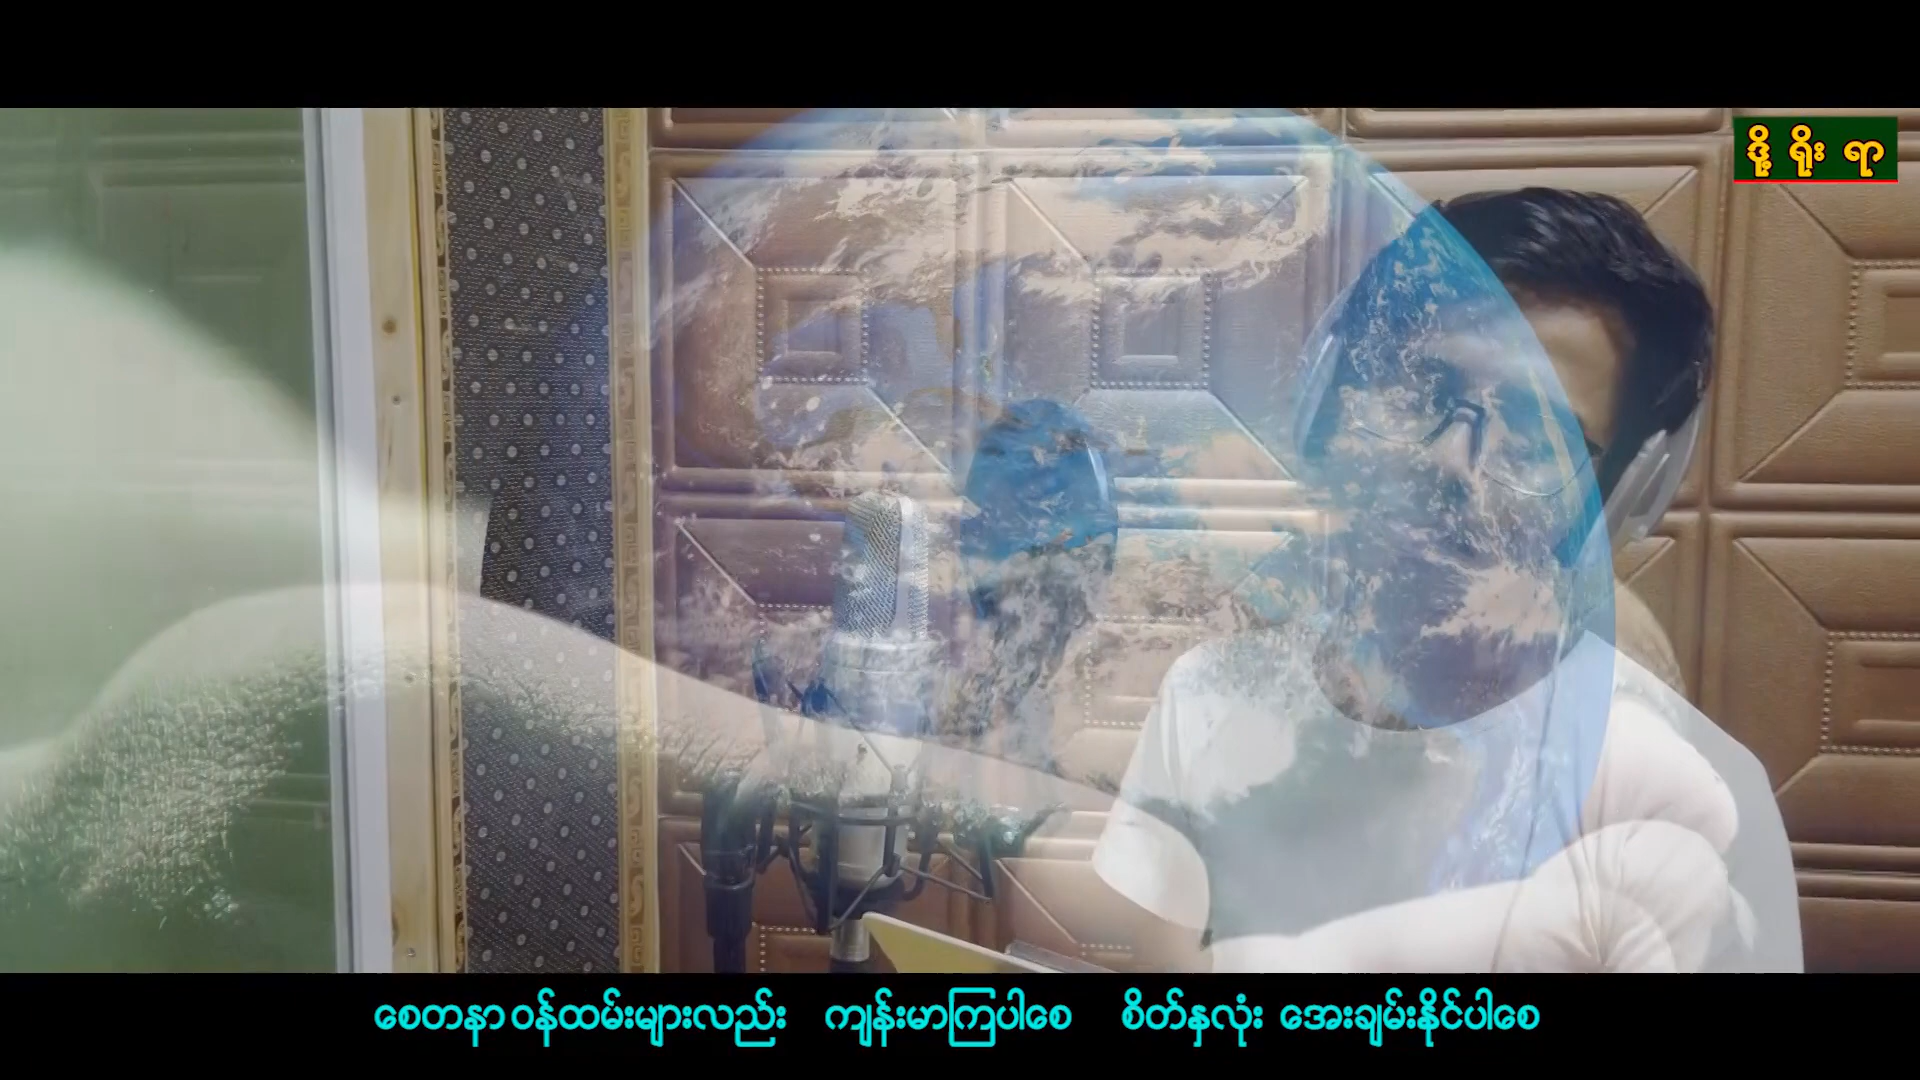 ဒို့ ရိုး ရာ
စေတနာ့ဝန်ထမ်းများလည်း ကျန်းမာကြပါစေ စိတ်နှလုံး အေးချမ်းနိုင်ပါစေ